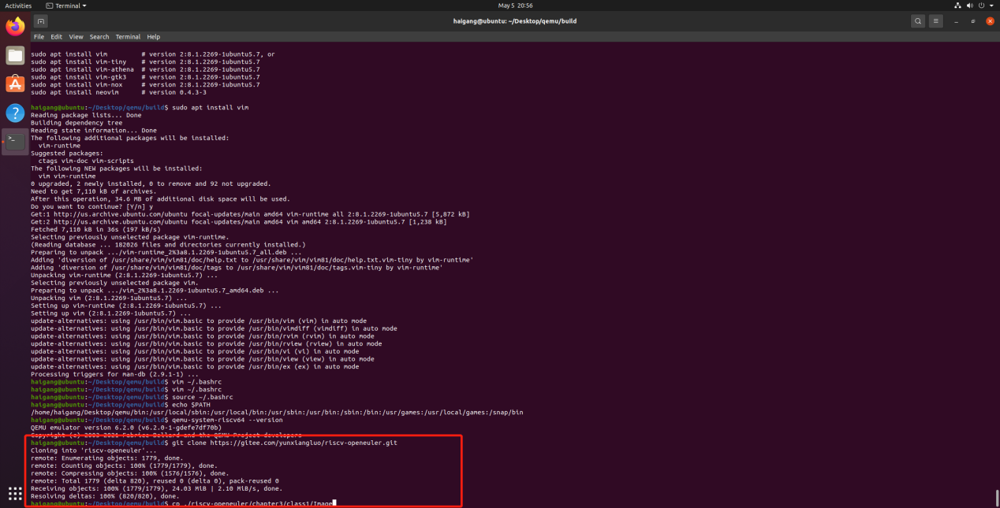 Activities
Terminal
May 5 20:56
haigang@ubuntu: ~/Desktop/qemu/build
File Edit View Search Terminal Help
sudo apt install vim         # version 2:8.1.2269-1ubuntu5.7, or
sudo apt install vim-tiny    # version 2:8.1.2269-1ubuntu5.7
sudo apt install vim-athena  # version 2:8.1.2269-1ubuntu5.7
sudo apt install vim-gtk3    # version 2:8.1.2269-1ubuntu5.7
sudo apt install vim-nox     # version 2:8.1.2269-1ubuntu5.7
sudo apt install neovim      # version 0.4.3-3
haigang@ubuntu:~/Desktop/qemu/build$ sudo apt install vim
Reading package lists... Done
Building dependency tree
Reading state information... Done
The following additional packages will be installed:
  vim-runtime
Suggested packages:
  ctags vim-doc vim-scripts
The following NEW packages will be installed:
  vim vim-runtime
0 upgraded, 2 newly installed, 0 to remove and 92 not upgraded.
Need to get 7,110 kB of archives.
After this operation, 34.6 MB of additional disk space will be used.
Do you want to continue? [Y/n] y
Get:1 http://us.archive.ubuntu.com/ubuntu focal-updates/main amd64 vim-runtime all 2:8.1.2269-1ubuntu5.7 [5,872 kB]
Get:2 http://us.archive.ubuntu.com/ubuntu focal-updates/main amd64 vim amd64 2:8.1.2269-1ubuntu5.7 [1,238 kB]
Fetched 7,110 kB in 36s (197 kB/s)
Selecting previously unselected package vim-runtime.
(Reading database ... 182026 files and directories currently installed.)
Preparing to unpack .../vim-runtime_2%3a8.1.2269-1ubuntu5.7_all.deb ...
Adding 'diversion of /usr/share/vim/vim81/doc/help.txt to /usr/share/vim/vim81/doc/help.txt.vim-tiny by vim-runtime'
Adding 'diversion of /usr/share/vim/vim81/doc/tags to /usr/share/vim/vim81/doc/tags.vim-tiny by vim-runtime'
Unpacking vim-runtime (2:8.1.2269-1ubuntu5.7) ...
Selecting previously unselected package vim.
Preparing to unpack .../vim_2%3a8.1.2269-1ubuntu5.7_amd64.deb ...
Unpacking vim (2:8.1.2269-1ubuntu5.7) ...
Setting up vim-runtime (2:8.1.2269-1ubuntu5.7) ...
Setting up vim (2:8.1.2269-1ubuntu5.7) ...
update-alternatives: using /usr/bin/vim.basic to provide /usr/bin/vim (vim) in auto mode
update-alternatives: using /usr/bin/vim.basic to provide /usr/bin/vimdiff (vimdiff) in auto mode
update-alternatives: using /usr/bin/vim.basic to provide /usr/bin/rvim (rvim) in auto mode
update-alternatives: using /usr/bin/vim.basic to provide /usr/bin/rview (rview) in auto mode
update-alternatives: using /usr/bin/vim.basic to provide /usr/bin/vi (vi) in auto mode
update-alternatives: using /usr/bin/vim.basic to provide /usr/bin/view (view) in auto mode
update-alternatives: using /usr/bin/vim.basic to provide /usr/bin/ex (ex) in auto mode
Processing triggers for man-db (2.9.1-1) ...
haigang@ubuntu:~/Desktop/qemu/build$ vim ~/.bashrc
haigang@ubuntu:~/Desktop/qemu/build$ vim ~/.bashrc
haigang@ubuntu:~/Desktop/qemu/build$ source ~/.bashrc
haigang@ubuntu:~/Desktop/qemu/build$ echo $PATH
/home/haigang/Desktop/qemu/bin:/usr/local/sbin:/usr/local/bin:/usr/sbin:/usr/bin:/sbin:/bin:/usr/games:/usr/local/games:/snap/bin
haigang@ubuntu:~/Desktop/qemu/build$ qemu-system-riscv64 --version
QEMU emulator version 6.2.0 (v6.2.0-1-gdefe7df70b)
Copyright (c) 2003-2021 Fabrice Bellard and the QEMU Project developers
haigang@ubuntu:~/Desktop/qemu/build$ git clone https://gitee.com/yunxiangluo/riscv-openeuler.git
Cloning into 'riscv-openeuler'...
remote: Enumerating objects: 1779, done.
remote: Counting objects: 100% (1779/1779), done.
remote: Compressing objects: 100% (1576/1576), done.
remote: Total 1779 (delta 820), reused 0 (delta 0), pack-reused 0
Receiving objects: 100% (1779/1779), 24.03 MiB | 2.10 MiB/s, done.
Resolving deltas: 100% (820/820), done.
haigang@ubuntu:~/Desktop/qemu/build$ cp ./riscv-openeuler/chapter3/class1/Image